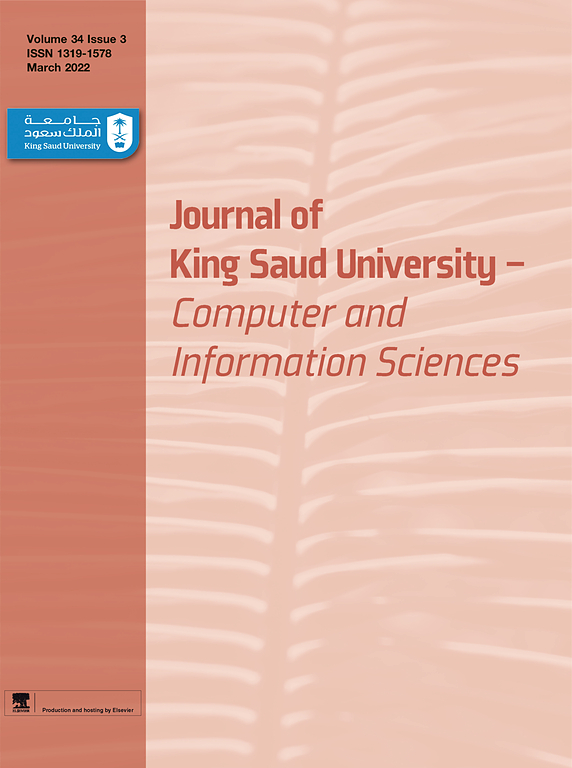 Volume 34 Issue 3
ISSN 1319-1578
March 2022
جــامـعــة
الملك سعود
King Saud University
Journal of
King Saud University –
Computer and
Information Sciences
ELSEVIER
Production and hosting by Elsevier